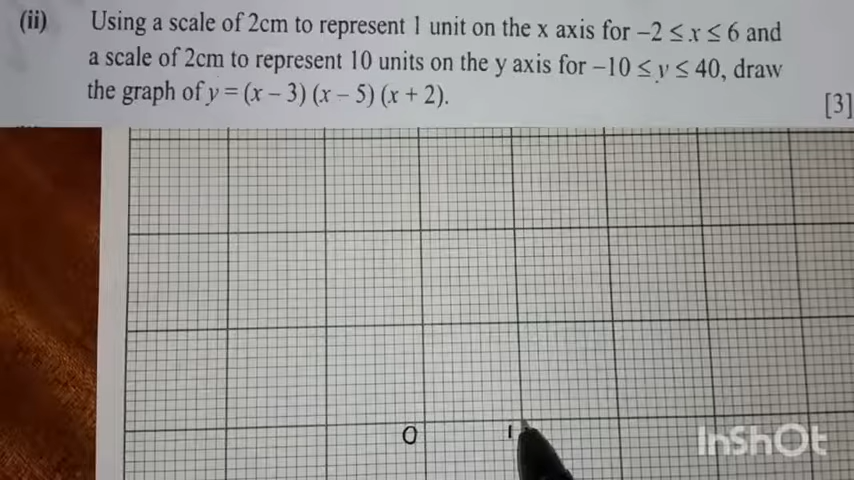 (ii) Using a scale of 2cm to represent 1 unit on the x axis for −2 ≤ x ≤ 6 and
a scale of 2cm to represent 10 units on the y axis for −10 ≤ y ≤ 40, draw
the graph of y = (x − 3) (x − 5) (x + 2).
[3]
0 1
InShOt